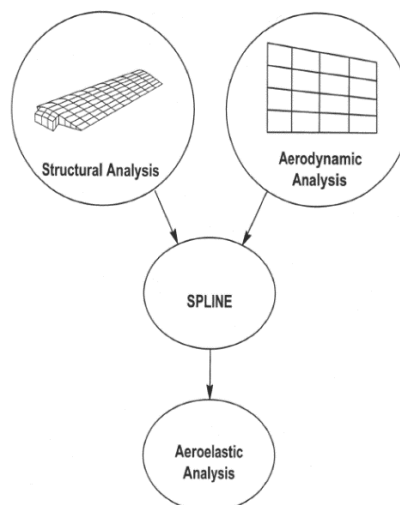 Structural Analysis
Aerodynamic
Analysis
SPLINE
Aeroelastic
Analysis